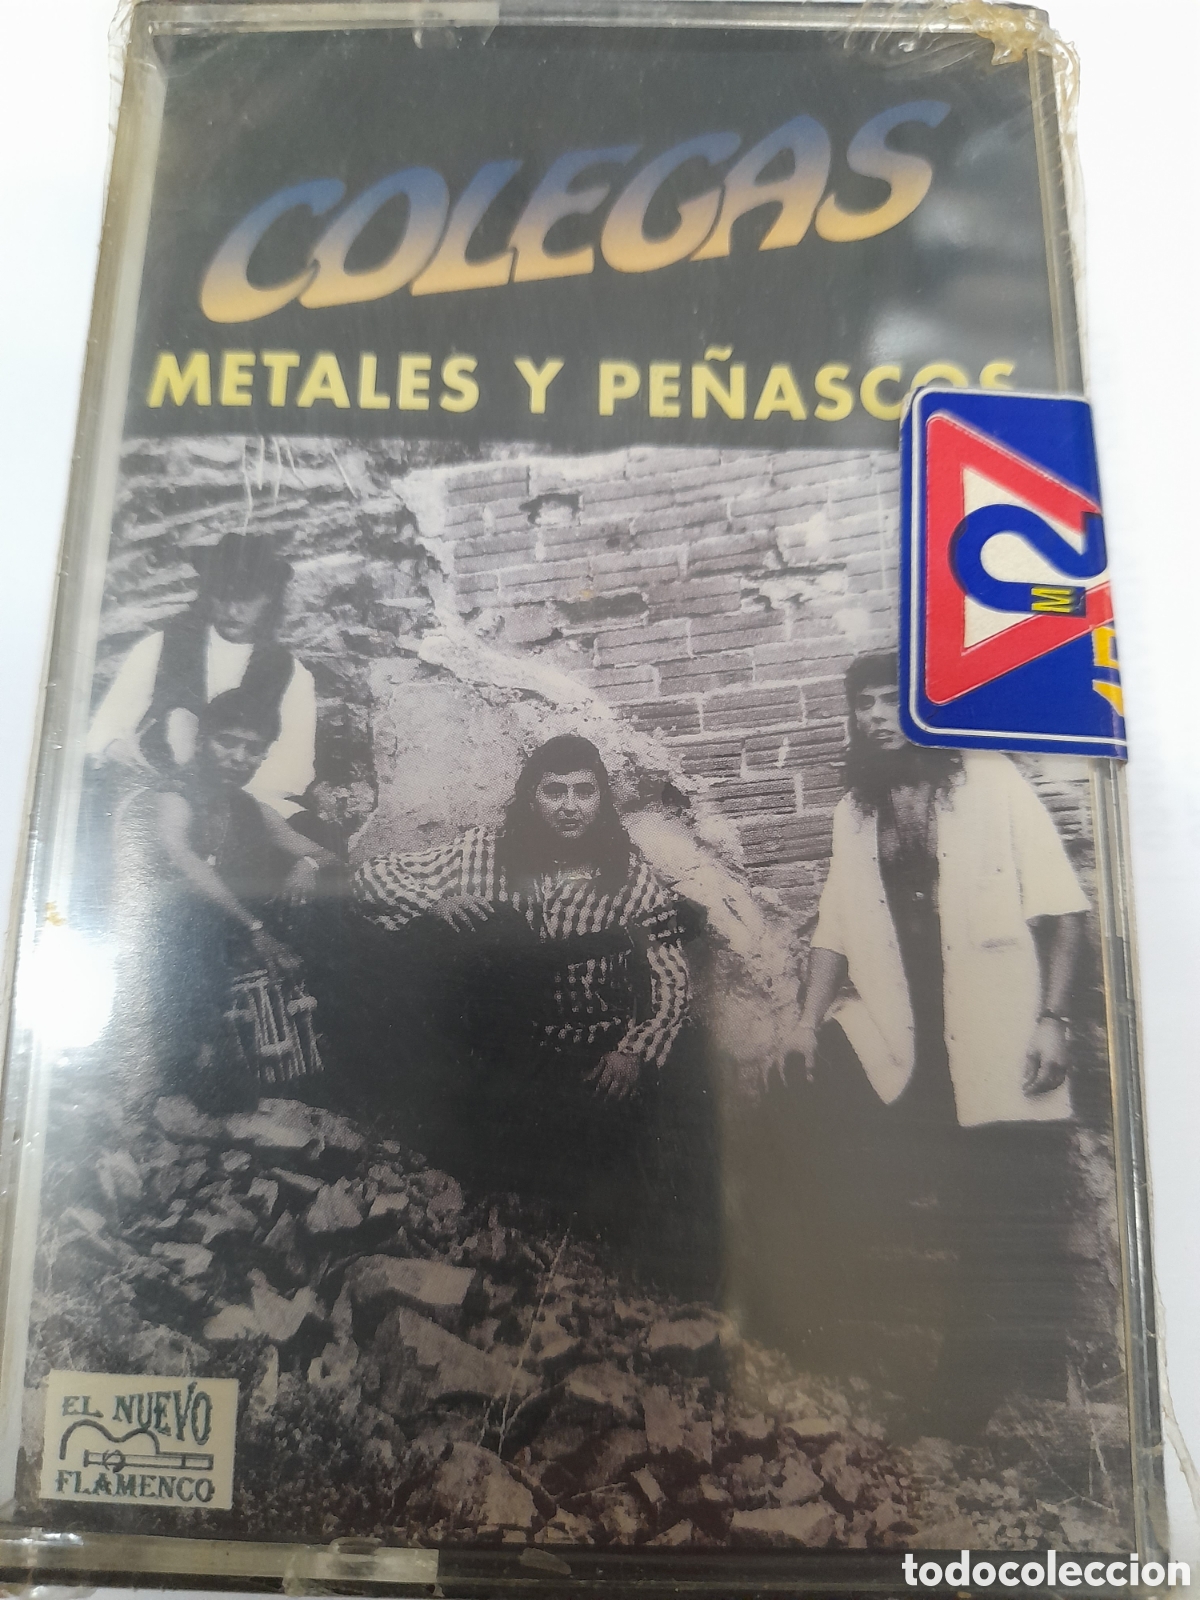 COLEGAS
METALES Y PEÑASCOS
M
EL NUEVO
FLAMENCO
todocoleccion